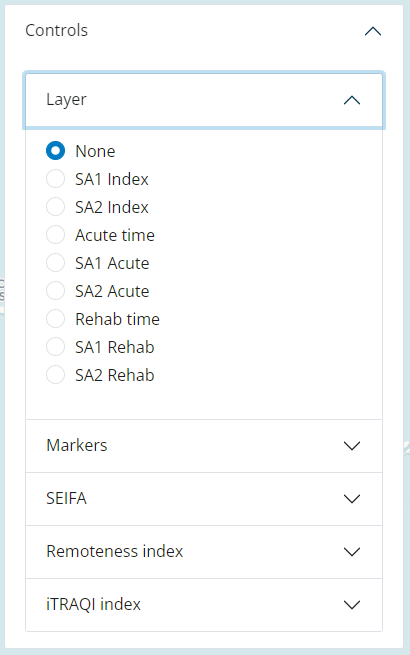 Controls
Layer
None
SA1 Index
SA2 Index
Acute time
SA1 Acute
SA2 Acute
Rehab time
SA1 Rehab
SA2 Rehab
Markers
SEIFA
Remoteness index
iTRAQI index